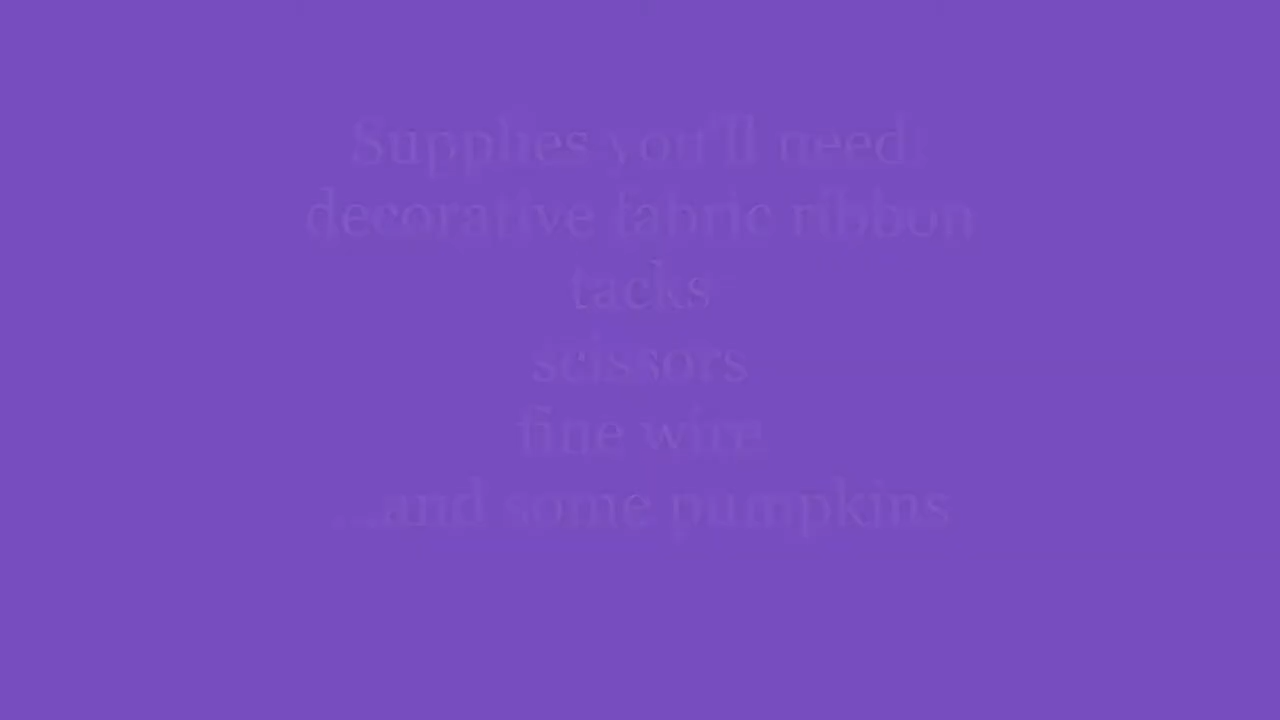 Supplies you'll need:
decorative fabric ribbon
tacks
scissors
fine wire
...and some pumpkins